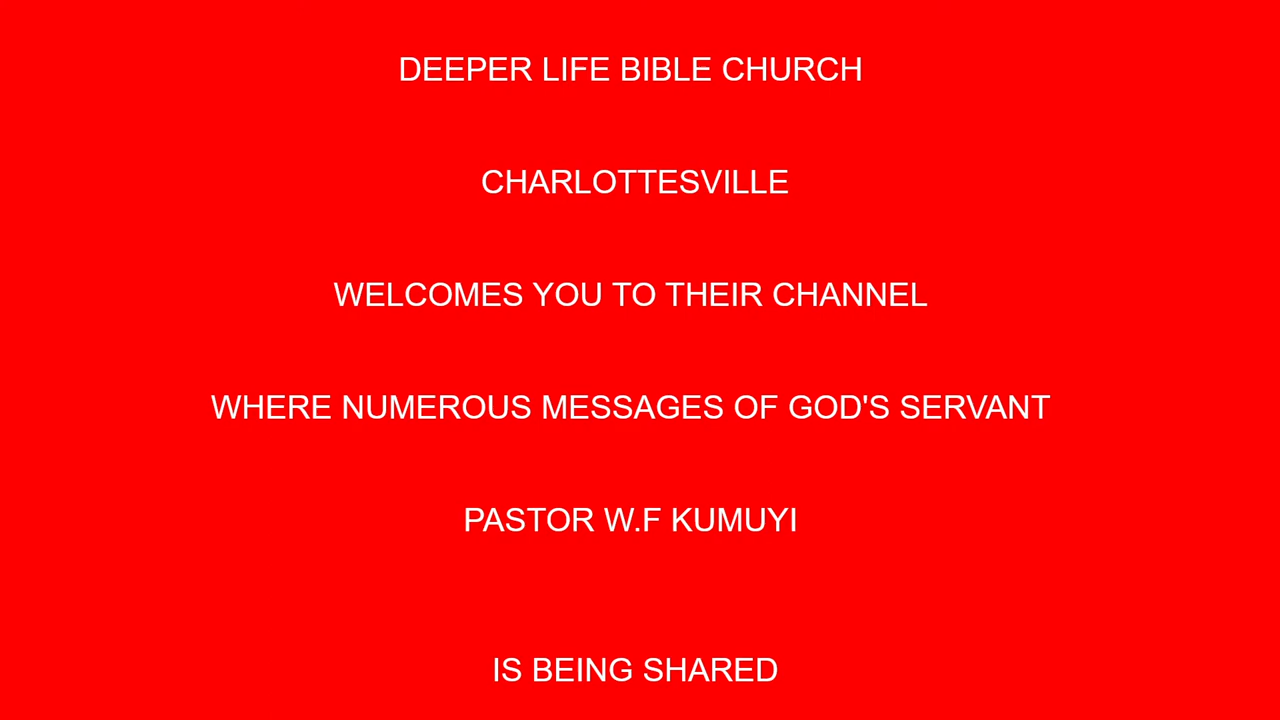 DEEPER LIFE BIBLE CHURCH
CHARLOTTESVILLE
WELCOMES YOU TO THEIR CHANNEL
WHERE NUMEROUS MESSAGES OF GOD'S SERVANT
PASTOR W.F KUMUYI
IS BEING SHARED